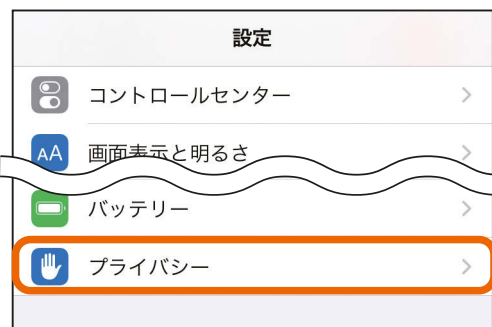 設定
コントロールセンター
AA 画面表示と明るさ
バッテリー
プライバシー